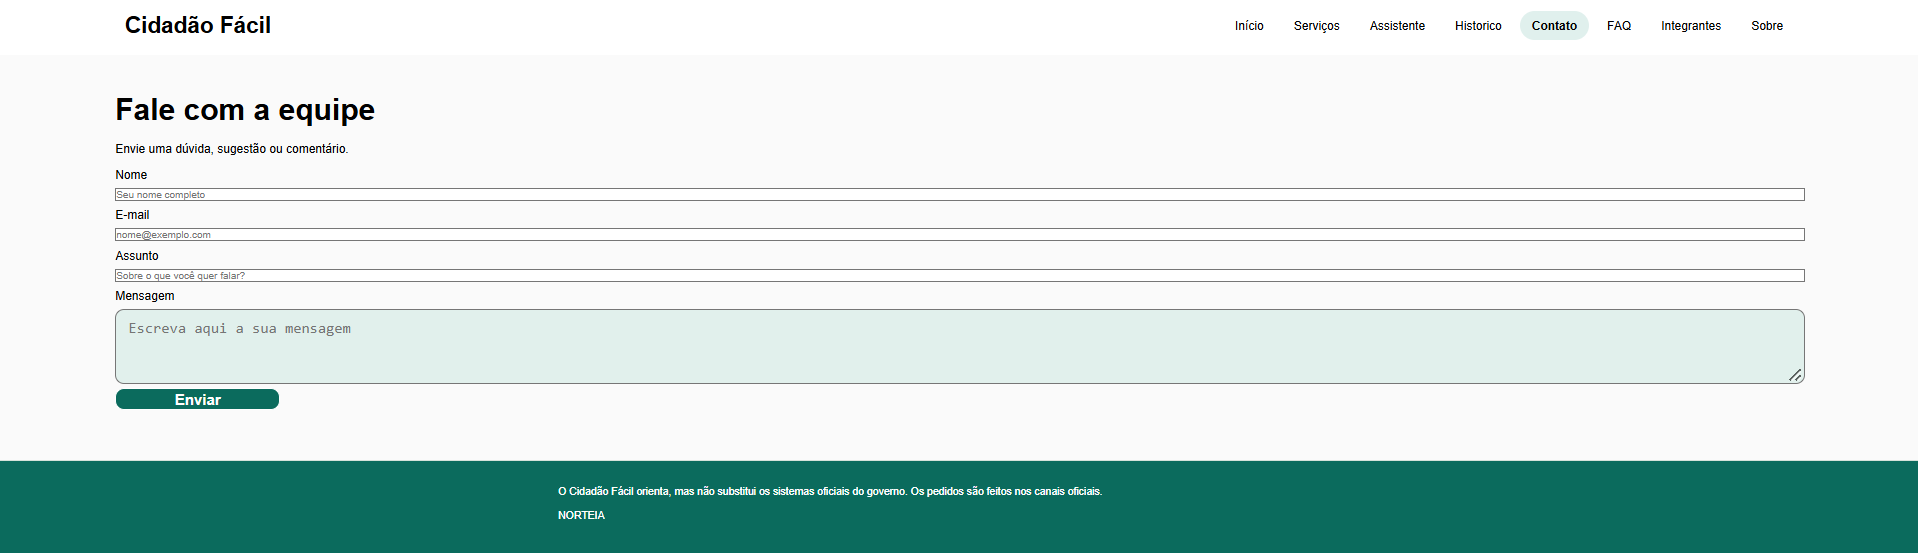 Cidadão Fácil
Início Serviços Assistente Historico Contato FAQ Integrantes Sobre
Fale com a equipe
Envie uma dúvida, sugestão ou comentário.
Nome
Seu nome completo
E-mail
nome@exemplo.com
Assunto
Sobre o que você quer falar?
Mensagem
Escreva aqui a sua mensagem
Enviar
O Cidadão Fácil orienta, mas não substitui os sistemas oficiais do governo. Os pedidos são feitos nos canais oficiais.
NORTEIA